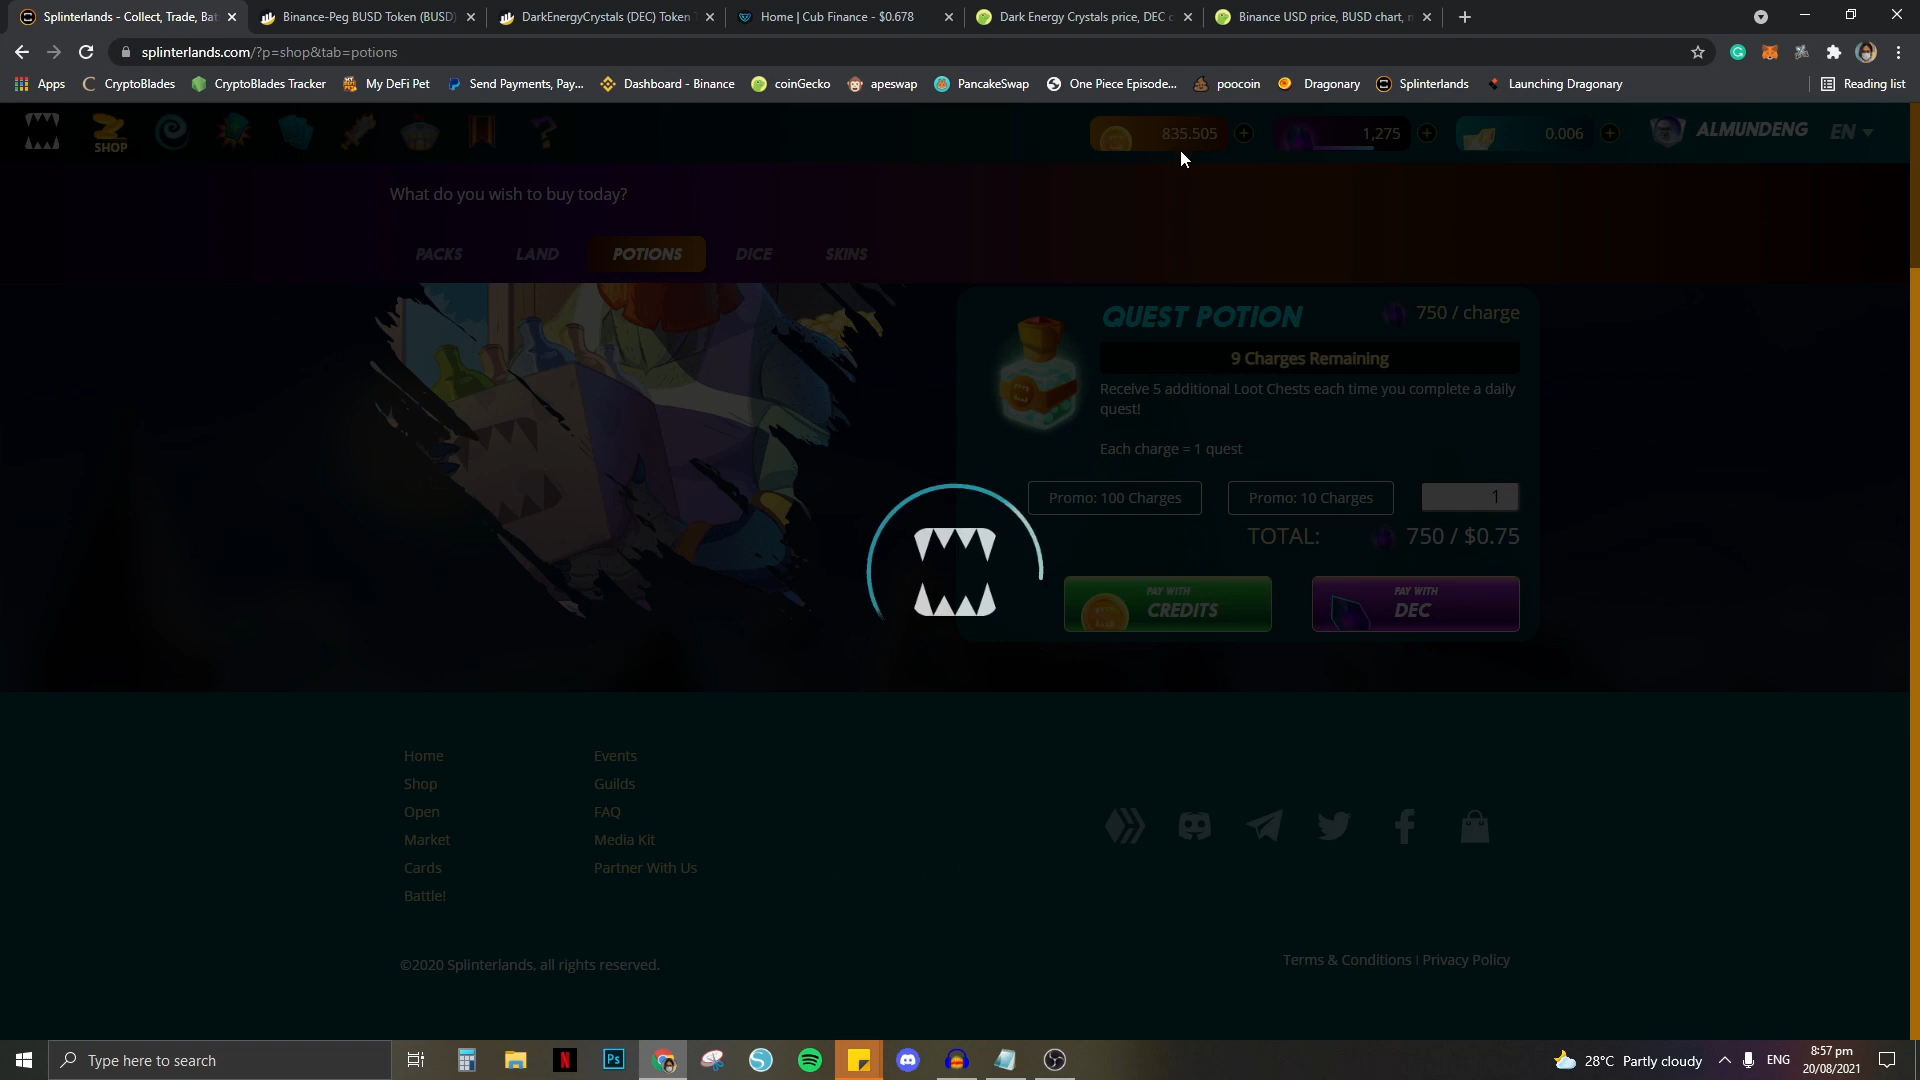 Splinterlands - Collect, Trade, Bat
Binance-Peg BUSD Token (BUSD)
DarkEnergyCrystals (DEC) Token T
Home | Cub Finance - $0.678
Dark Energy Crystals price, DEC c
Binance USD price, BUSD chart, n
splinterlands.com/?p=shop&tab=potions
Apps
CryptoBlades
CryptoBlades Tracker
My DeFi Pet
Send Payments, Pay...
Dashboard - Binance
coinGecko
apeswap
PancakeSwap
One Piece Episode...
poocoin
Dragonary
Splinterlands
Launching Dragonary
Reading list
SHOP
835.505
1,275
0.006
ALMUNDENG
EN
What do you wish to buy today?
PACKS
LAND
POTIONS
DICE
SKINS
QUEST POTION
750 / charge
9 Charges Remaining
Receive 5 additional Loot Chests each time you complete a daily
quest!
Each charge = 1 quest
Promo: 100 Charges
Promo: 10 Charges
1
TOTAL:
750 / $0.75
PAY WITH
CREDITS
PAY WITH
DEC
Home
Shop
Open
Market
Cards
Battle!
Events
Guilds
FAQ
Media Kit
Partner With Us
©2020 Splinterlands, all rights reserved.
Terms & Conditions | Privacy Policy
Type here to search
Ps
28°C Partly cloudy
ENG
8:57 pm
20/08/2021